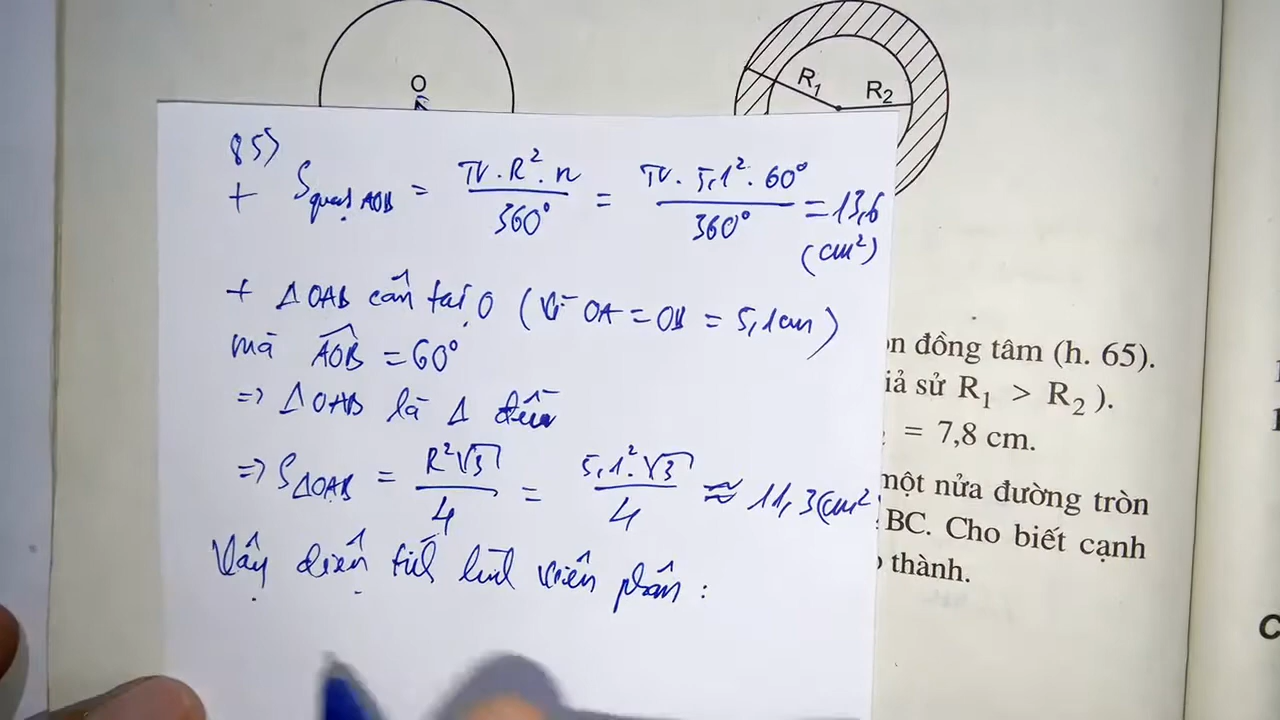 O
R₁
R₂
85)
+ S quạt AOB = π.R².n / 360° = π.5,1².60° / 360° = 13,6 (cm²)
+ ΔOAB cân tại O (vì OA = OB = 5,1cm)
mà AOB = 60°
=> ΔOAB là Δ đều
=> S ΔOAB = R²√3 / 4 = 5,1².√3 / 4 ≈ 11,3(cm²
Vậy diện tích hình viên phân :
n đồng tâm (h. 65).
iả sử R₁ > R₂ ).
₂ = 7,8 cm.
một nửa đường tròn
BC. Cho biết cạnh
thành.